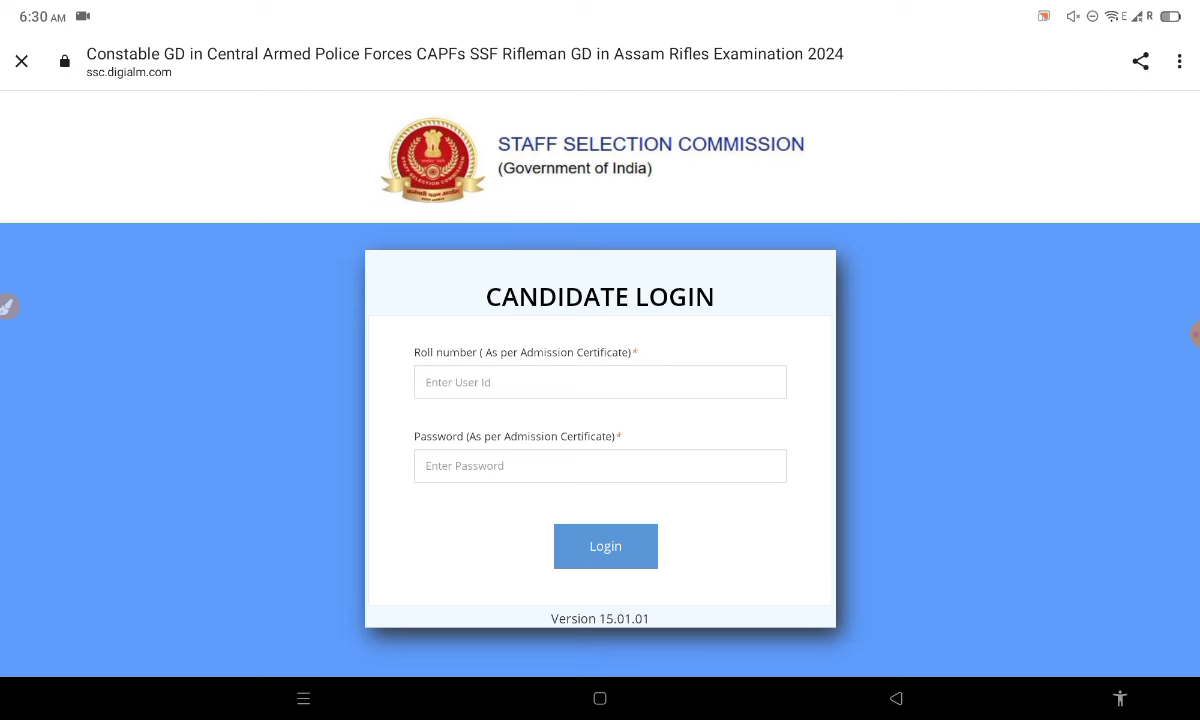 6:30 AM
E R
Constable GD in Central Armed Police Forces CAPFs SSF Rifleman GD in Assam Rifles Examination 2024
ssc.digialm.com
STAFF SELECTION COMMISSION
(Government of India)
CANDIDATE LOGIN
Roll number ( As per Admission Certificate)*
Enter User Id
Password (As per Admission Certificate)*
Enter Password
Login
Version 15.01.01